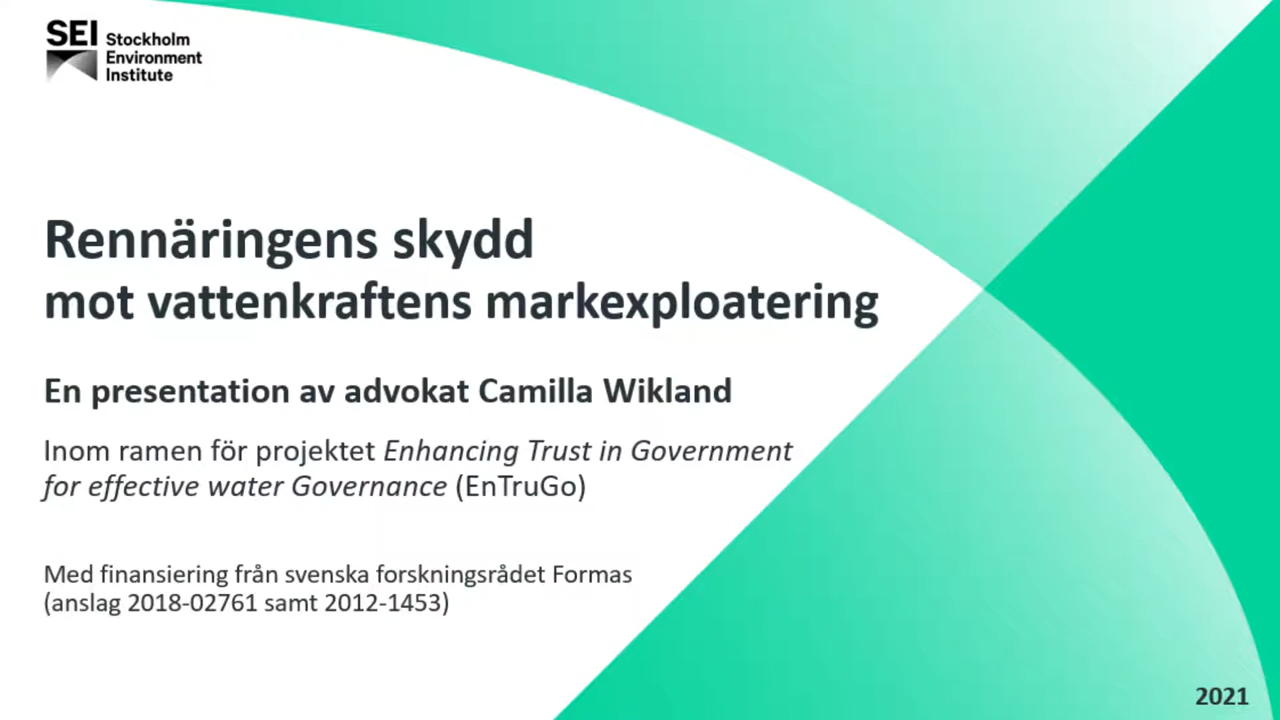 SEI Stockholm
Environment
Institute
Rennäringens skydd
mot vattenkraftens markexploatering
En presentation av advokat Camilla Wikland
Inom ramen för projektet Enhancing Trust in Government
for effective water Governance (EnTruGo)
Med finansiering från svenska forskningsrådet Formas
(anslag 2018-02761 samt 2012-1453)
2021